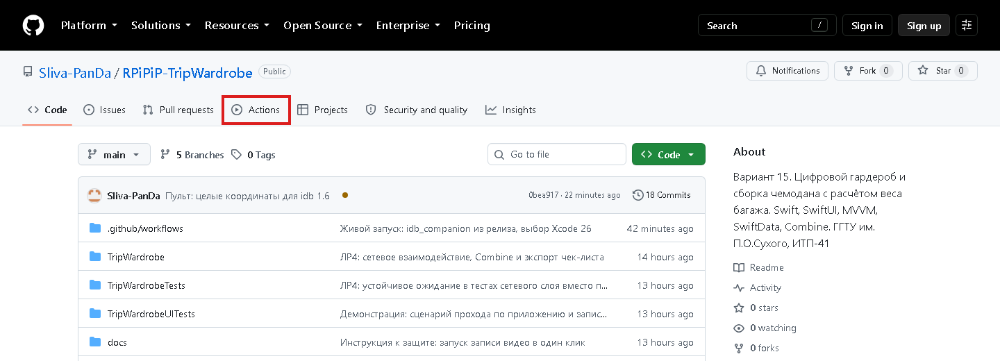 Platform Solutions Resources Open Source Enterprise Pricing Search / Sign in Sign up
Sliva-PanDa / RPiPiP-TripWardrobe Public Notifications Fork 0 Star 0
Code Issues Pull requests Actions Projects Security and quality Insights
main 5 Branches 0 Tags Go to file Code
Sliva-PanDa Пульт: целые координаты для idb 1.6 0bea917 · 22 minutes ago 18 Commits
.github/workflows Живой запуск: idb_companion из релиза, выбор Xcode 26 42 minutes ago
TripWardrobe ЛР4: сетевое взаимодействие, Combine и экспорт чек-листа 14 hours ago
TripWardrobeTests ЛР4: устойчивое ожидание в тестах сетевого слоя вместо п... 13 hours ago
TripWardrobeUITests Демонстрация: сценарий прохода по приложению и запис... 13 hours ago
docs Инструкция к защите: запуск записи видео в один клик 13 hours ago
About
Вариант 15. Цифровой гардероб и
сборка чемодана с расчётом веса
багажа. Swift, SwiftUI, MVVM,
SwiftData, Combine. ГГТУ им.
П.О.Сухого, ИТП-41
Readme
Activity
0 stars
0 watching
0 forks